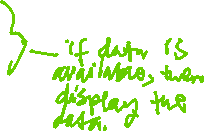 if data is
available, then
display the
data.